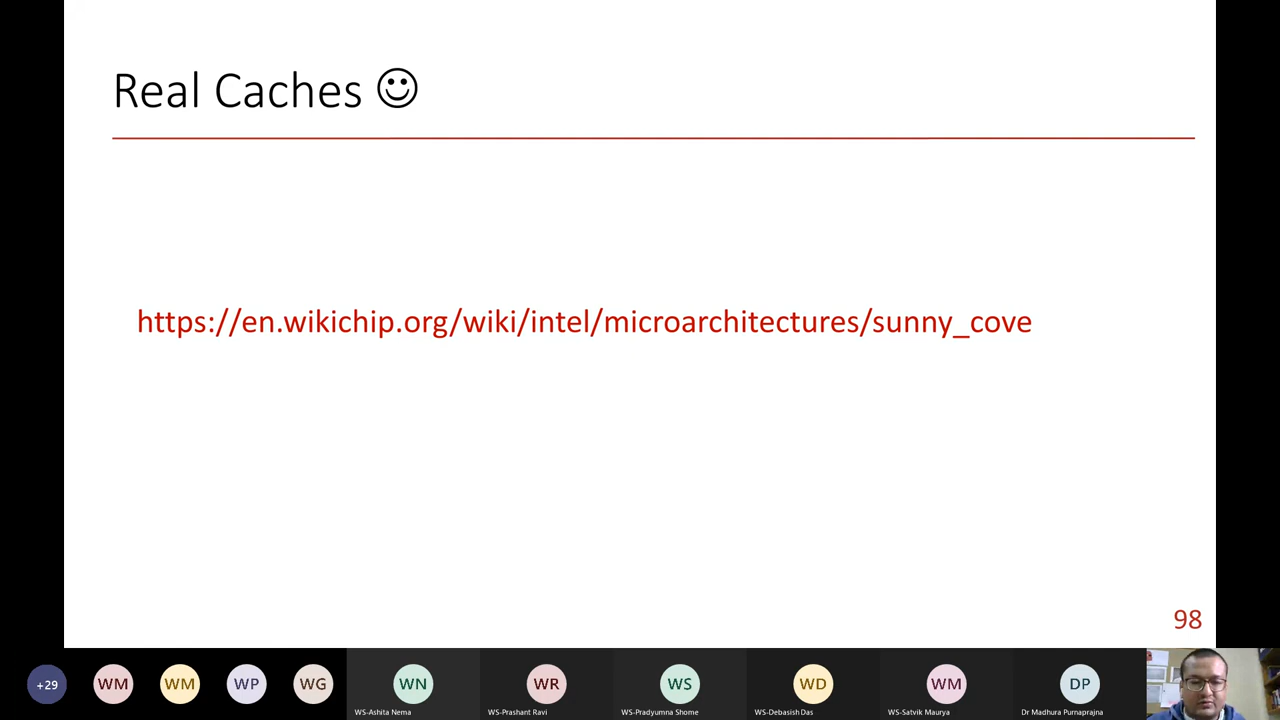 Real Caches ☺
https://en.wikichip.org/wiki/intel/microarchitectures/sunny_cove
98
+29
WM
WM
WP
WG
WN
WR
WS
WD
WM
DP
WS-Ashita Nema
WS-Prashant Ravi
WS-Pradyumna Shome
WS-Debasish Das
WS-Satvik Maurya
Dr Madhura Purnaprajna